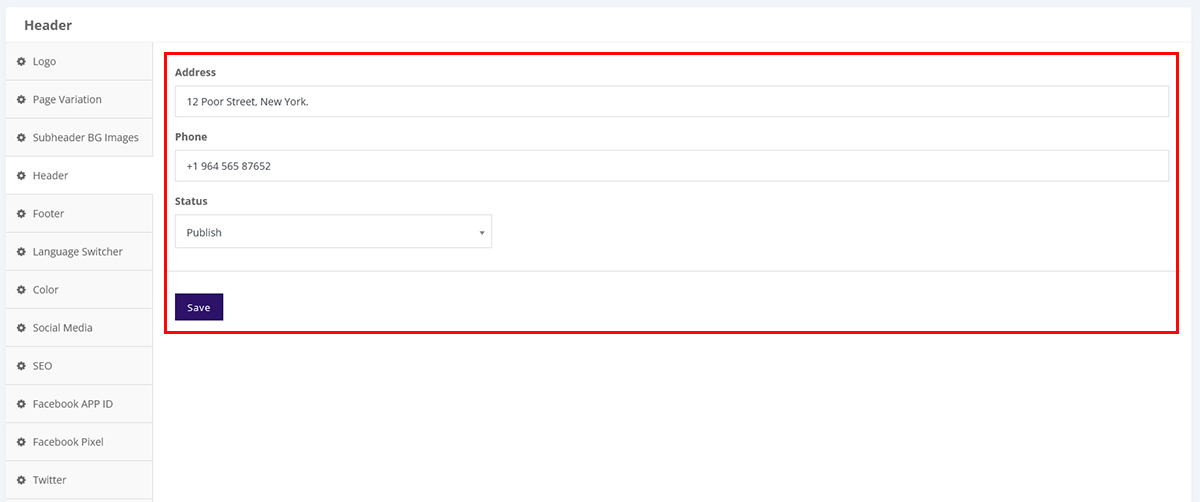 Header
Logo
Page Variation
Subheader BG Images
Header
Footer
Language Switcher
Color
Social Media
SEO
Facebook APP ID
Facebook Pixel
Twitter
Address
12 Poor Street, New York.
Phone
+1 964 565 87652
Status
Publish
Save